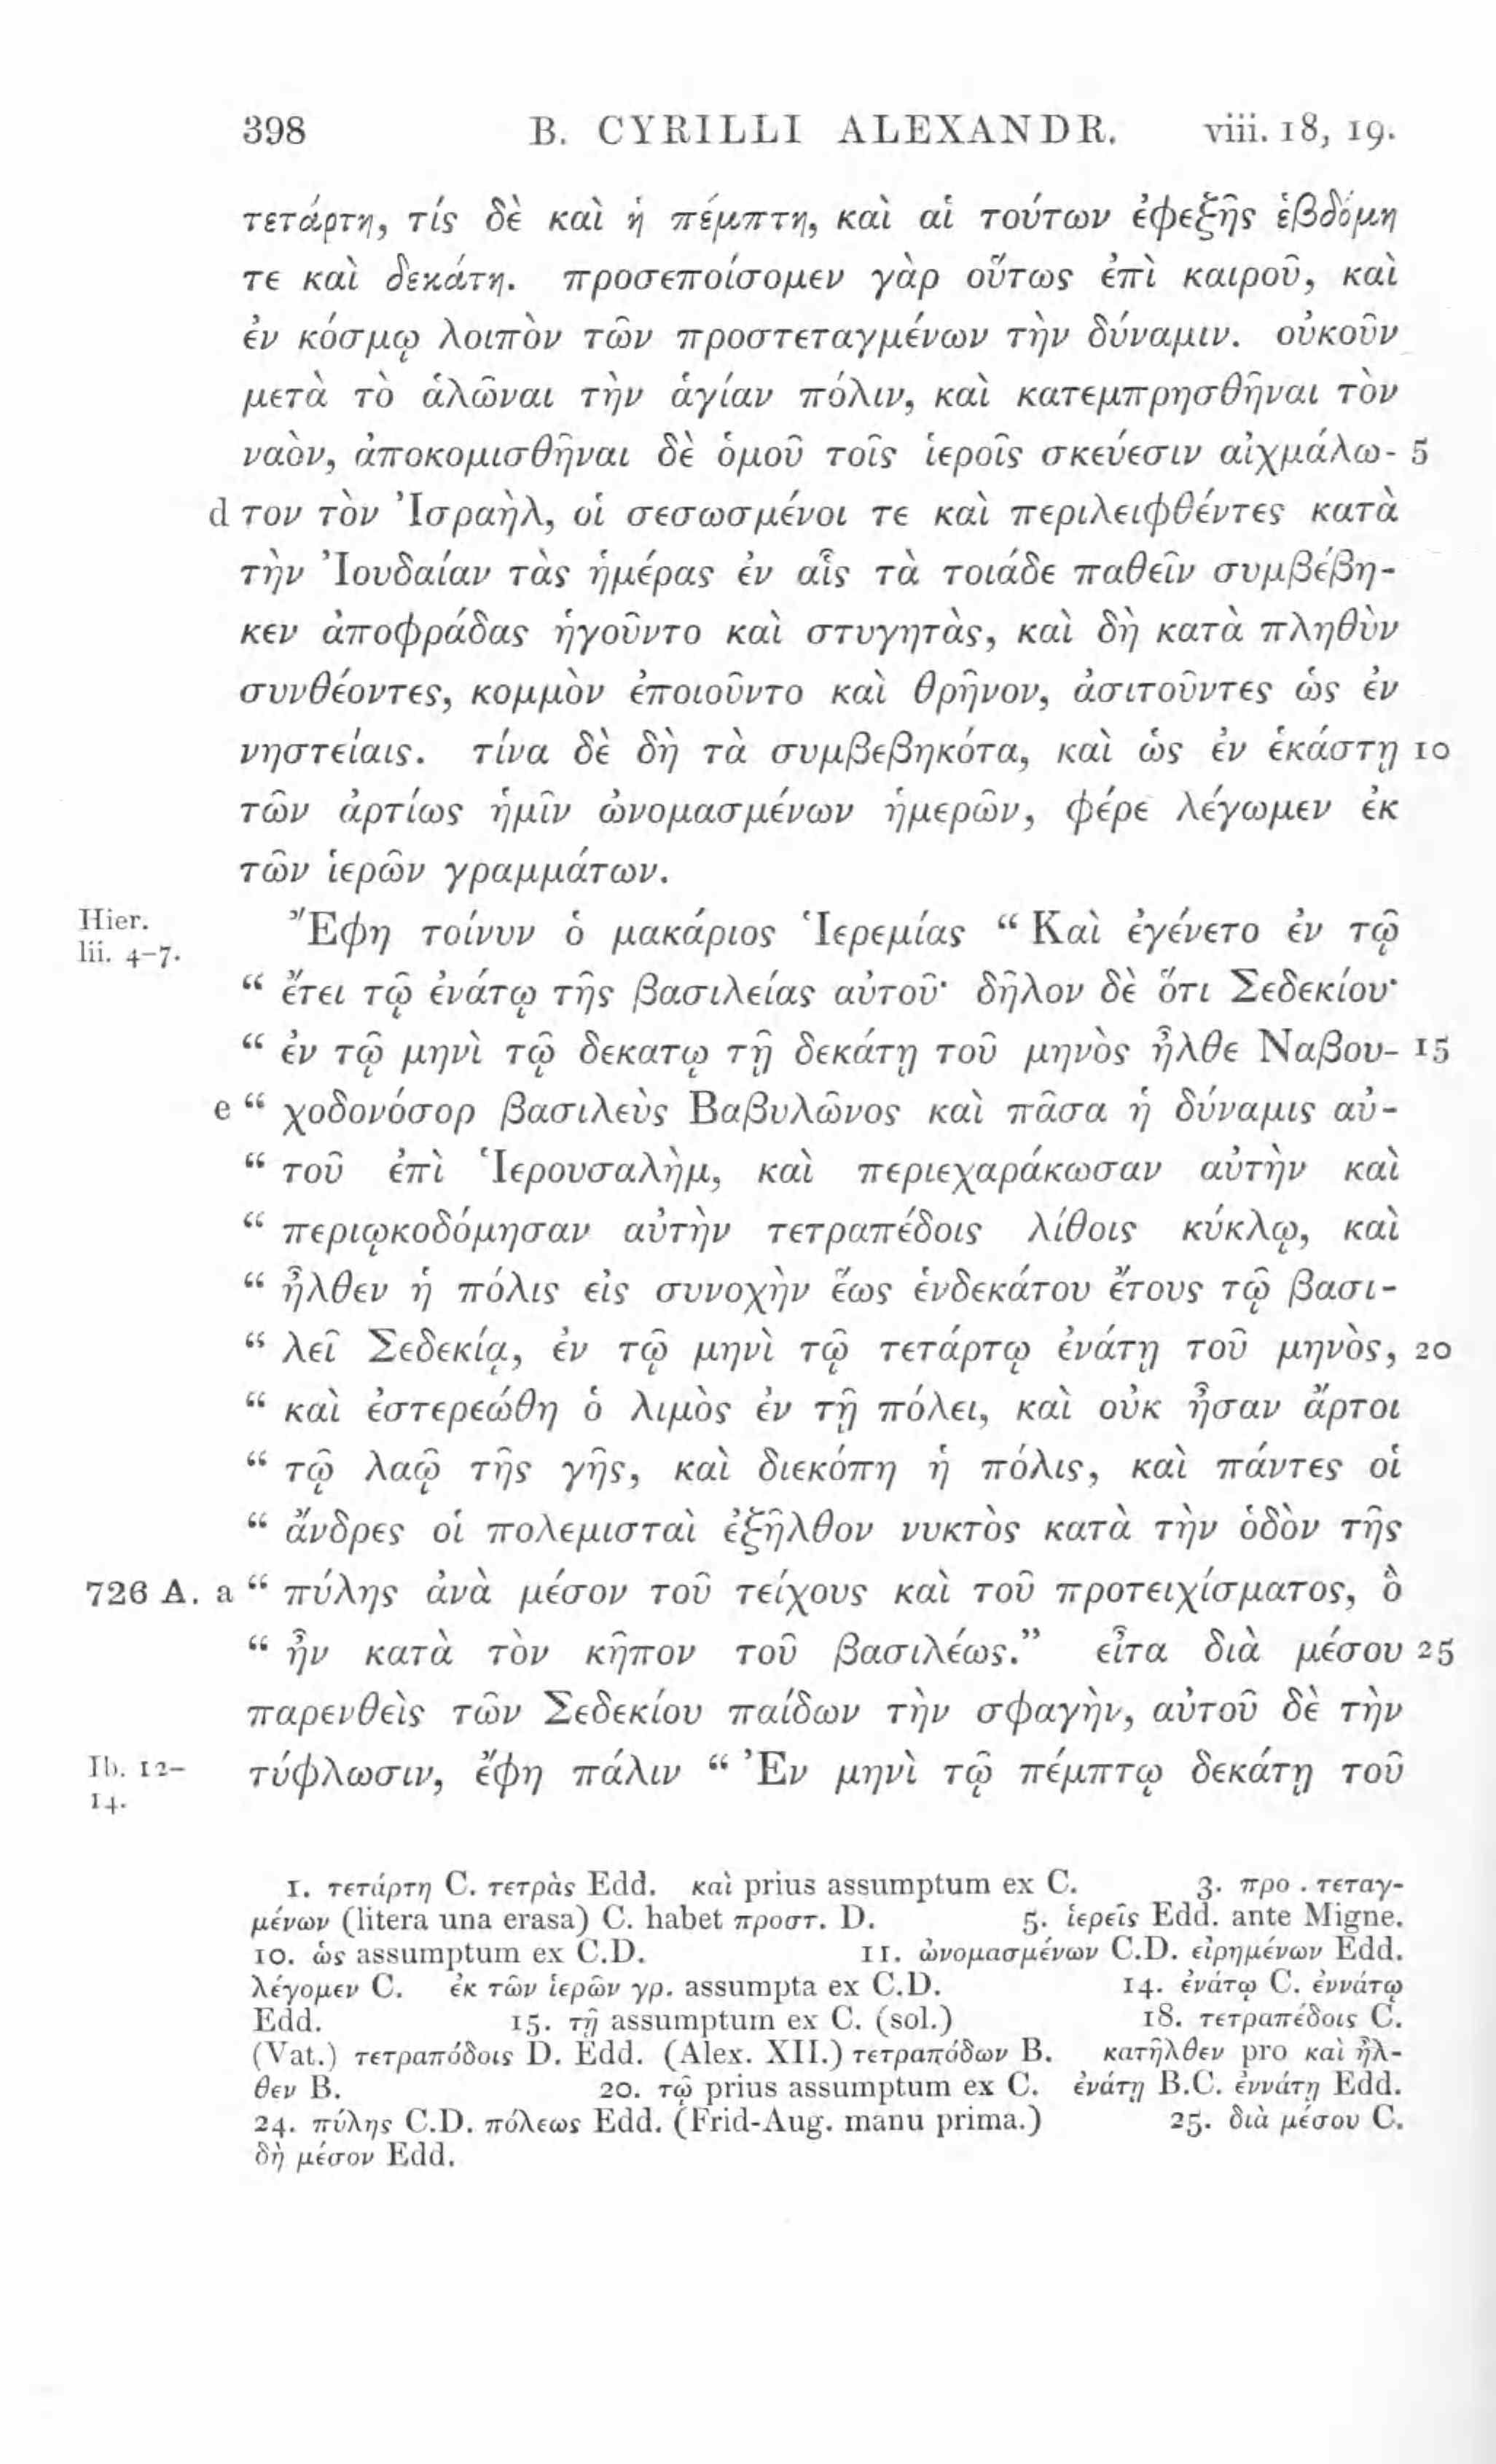 398 B. CYRILLI ALEXANDR. viii. 18, 19.
τετάρτη, τίς δὲ καὶ ἡ πέμπτη, καὶ αἱ τούτων ἐφεξῆς ἑβδόμη
τε καὶ δεκάτη. προσεποίσομεν γὰρ οὕτως ἐπὶ καιροῦ, καὶ
ἐν κόσμῳ λοιπὸν τῶν προστεταγμένων τὴν δύναμιν. οὐκοῦν
μετὰ τὸ ἁλῶναι τὴν ἁγίαν πόλιν, καὶ κατεμπρησθῆναι τὸν
ναὸν, ἀποκομισθῆναι δὲ ὁμοῦ τοῖς ἱεροῖς σκεύεσιν αἰχμάλω- 5
d τον τὸν Ἰσραὴλ, οἱ σεσωσμένοι τε καὶ περιλειφθέντες κατὰ
τὴν Ἰουδαίαν τὰς ἡμέρας ἐν αἷς τὰ τοιάδε παθεῖν συμβέβη-
κεν ἀποφράδας ἡγοῦντο καὶ στυγητὰς, καὶ δὴ κατὰ πληθὺν
συνθέοντες, κομμὸν ἐποιοῦντο καὶ θρῆνον, ἀσιτοῦντες ὡς ἐν
νηστείαις. τίνα δὲ δὴ τὰ συμβεβηκότα, καὶ ὡς ἐν ἑκάστῃ 10
τῶν ἀρτίως ἡμῖν ὠνομασμένων ἡμερῶν, φέρε λέγωμεν ἐκ
τῶν ἱερῶν γραμμάτων.
Hier. lii. 4-7. Ἔφη τοίνυν ὁ μακάριος Ἱερεμίας “ Καὶ ἐγένετο ἐν τῷ
“ ἔτει τῷ ἐνάτῳ τῆς βασιλείας αὐτοῦ· δῆλον δὲ ὅτι Σεδεκίου·
“ ἐν τῷ μηνὶ τῷ δεκατῳ τῇ δεκάτῃ τοῦ μηνὸς ἦλθε Ναβου- 15
e “ χοδονόσορ βασιλεὺς Βαβυλῶνος καὶ πᾶσα ἡ δύναμις αὐ-
“ τοῦ ἐπὶ Ἱερουσαλὴμ, καὶ περιεχαράκωσαν αὐτὴν καὶ
“ περιῳκοδόμησαν αὐτὴν τετραπέδοις λίθοις κύκλῳ, καὶ
“ ἦλθεν ἡ πόλις εἰς συνοχὴν ἕως ἑνδεκάτου ἔτους τῷ βασι-
“ λεῖ Σεδεκίᾳ, ἐν τῷ μηνὶ τῷ τετάρτῳ ἐνάτῃ τοῦ μηνὸς, 20
“ καὶ ἐστερεώθη ὁ λιμὸς ἐν τῇ πόλει, καὶ οὐκ ἦσαν ἄρτοι
“ τῷ λαῷ τῆς γῆς, καὶ διεκόπη ἡ πόλις, καὶ πάντες οἱ
“ ἄνδρες οἱ πολεμισταὶ ἐξῆλθον νυκτὸς κατὰ τὴν ὁδὸν τῆς
726 A. a “ πύλης ἀνὰ μέσον τοῦ τείχους καὶ τοῦ προτειχίσματος, ὃ
“ ἦν κατὰ τὸν κῆπον τοῦ βασιλέως.” εἶτα διὰ μέσου 25
παρενθεὶς τῶν Σεδεκίου παίδων τὴν σφαγὴν, αὐτοῦ δὲ τὴν
Ib. 12-14. τύφλωσιν, ἔφη πάλιν “ Ἐν μηνὶ τῷ πέμπτῳ δεκάτῃ τοῦ
1. τετάρτη C. τετρὰς Edd. καὶ prius assumptum ex C. 3. προ . τεταγ-
μένων (litera una erasa) C. habet προστ. D. 5. ἱερεῖς Edd. ante Migne.
10. ὡς assumptum ex C.D. 11. ὠνομασμένων C.D. εἰρημένων Edd.
λέγομεν C. ἐκ τῶν ἱερῶν γρ. assumpta ex C.D. 14. ἐνάτῳ C. ἐννάτῳ
Edd. 15. τῇ assumptum ex C. (sol.) 18. τετραπέδοις C.
(Vat.) τετραπόδοις D. Edd. (Alex. XII.) τετραπόδων B. κατῆλθεν pro καὶ ἦλ-
θεν B. 20. τῷ prius assumptum ex C. ἐνάτῃ B.C. ἐννάτῃ Edd.
24. πύλης C.D. πόλεως Edd. (Frid-Aug. manu prima.) 25. διὰ μέσου C.
δὴ μέσον Edd.